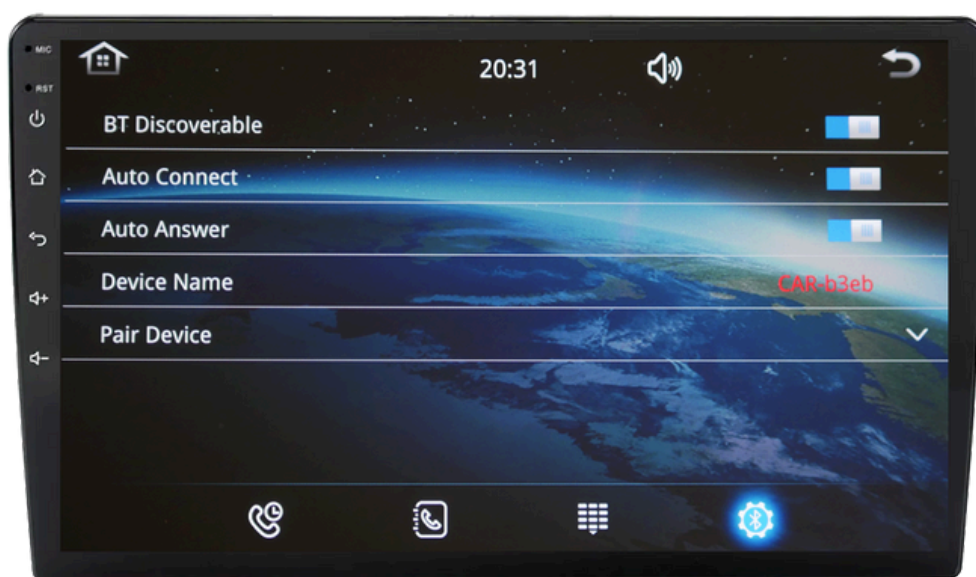 MIC
20:31
RST
BT Discoverable
Auto Connect
Auto Answer
Device Name CAR-b3eb
Pair Device